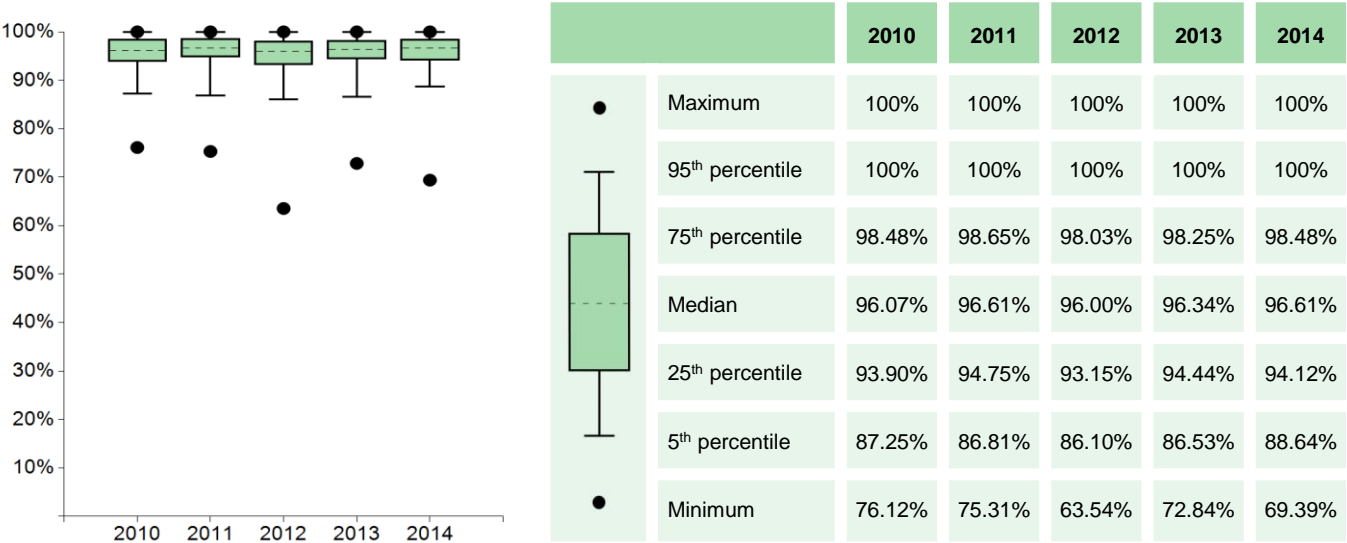 100%
90%
80%
70%
60%
50%
40%
30%
20%
10%
2010 2011 2012 2013 2014
2010 2011 2012 2013 2014
Maximum 100% 100% 100% 100% 100%
95th percentile 100% 100% 100% 100% 100%
75th percentile 98.48% 98.65% 98.03% 98.25% 98.48%
Median 96.07% 96.61% 96.00% 96.34% 96.61%
25th percentile 93.90% 94.75% 93.15% 94.44% 94.12%
5th percentile 87.25% 86.81% 86.10% 86.53% 88.64%
Minimum 76.12% 75.31% 63.54% 72.84% 69.39%